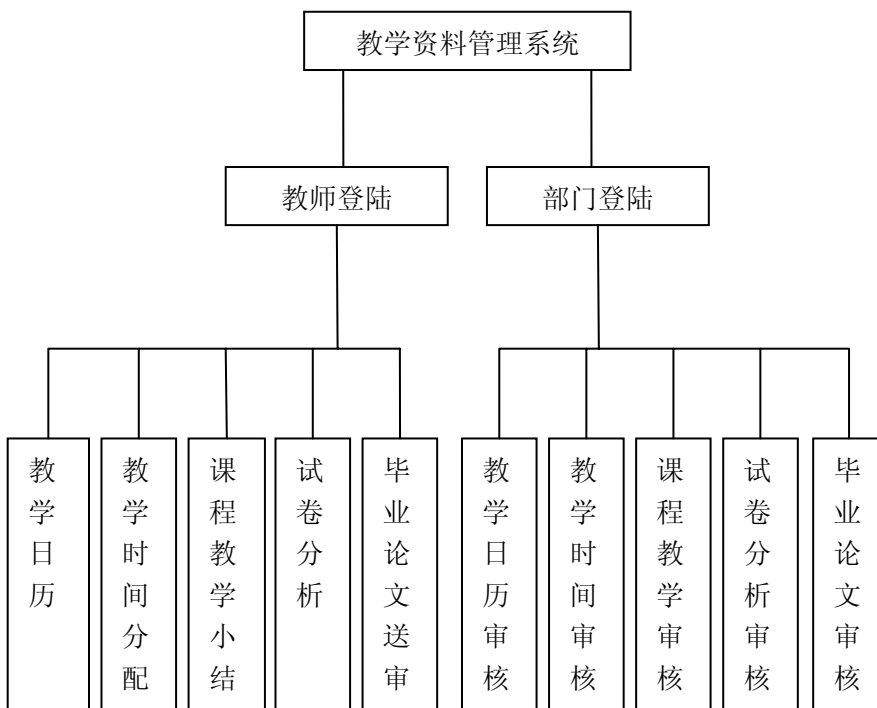 教学资料管理系统
教师登陆
部门登陆
教学日历
教学时间分配
课程教学小结
试卷分析
毕业论文送审
教学日历审核
教学时间审核
课程教学审核
试卷分析审核
毕业论文审核